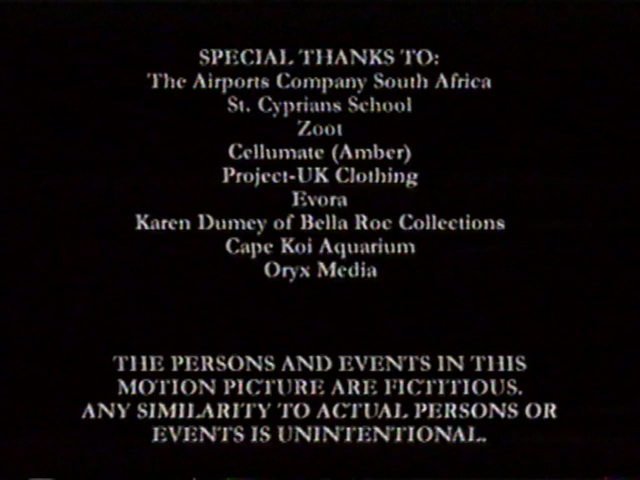 SPECIAL THANKS TO:
The Airports Company South Africa
St. Cyprians School
Zoot
Cellumate (Amber)
Project-UK Clothing
Evora
Karen Dumey of Bella Roc Collections
Cape Koi Aquarium
Oryx Media
THE PERSONS AND EVENTS IN THIS
MOTION PICTURE ARE FICTITIOUS.
ANY SIMILARITY TO ACTUAL PERSONS OR
EVENTS IS UNINTENTIONAL.